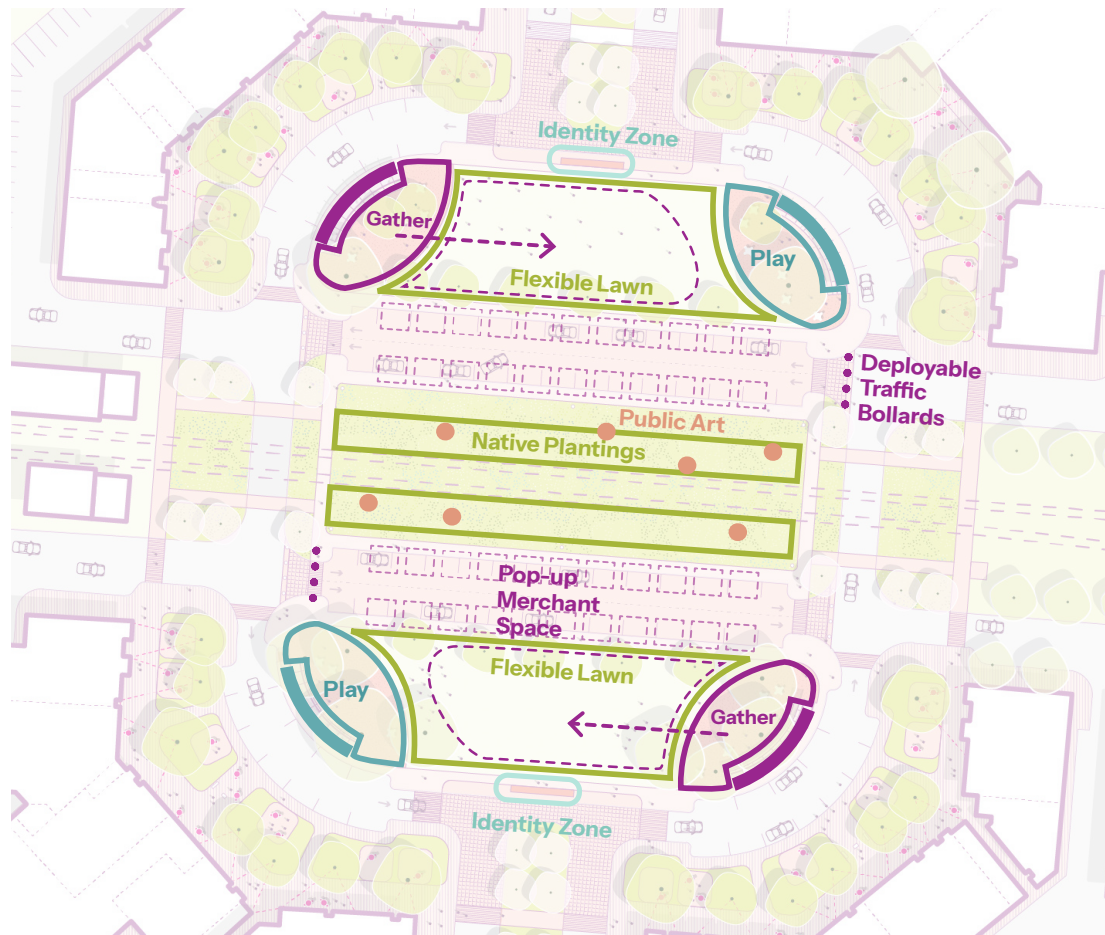 Identity Zone
Gather
Play
Flexible Lawn
Deployable
Traffic
Bollards
Public Art
Native Plantings
Pop-up
Merchant
Space
Flexible Lawn
Play
Gather
Identity Zone